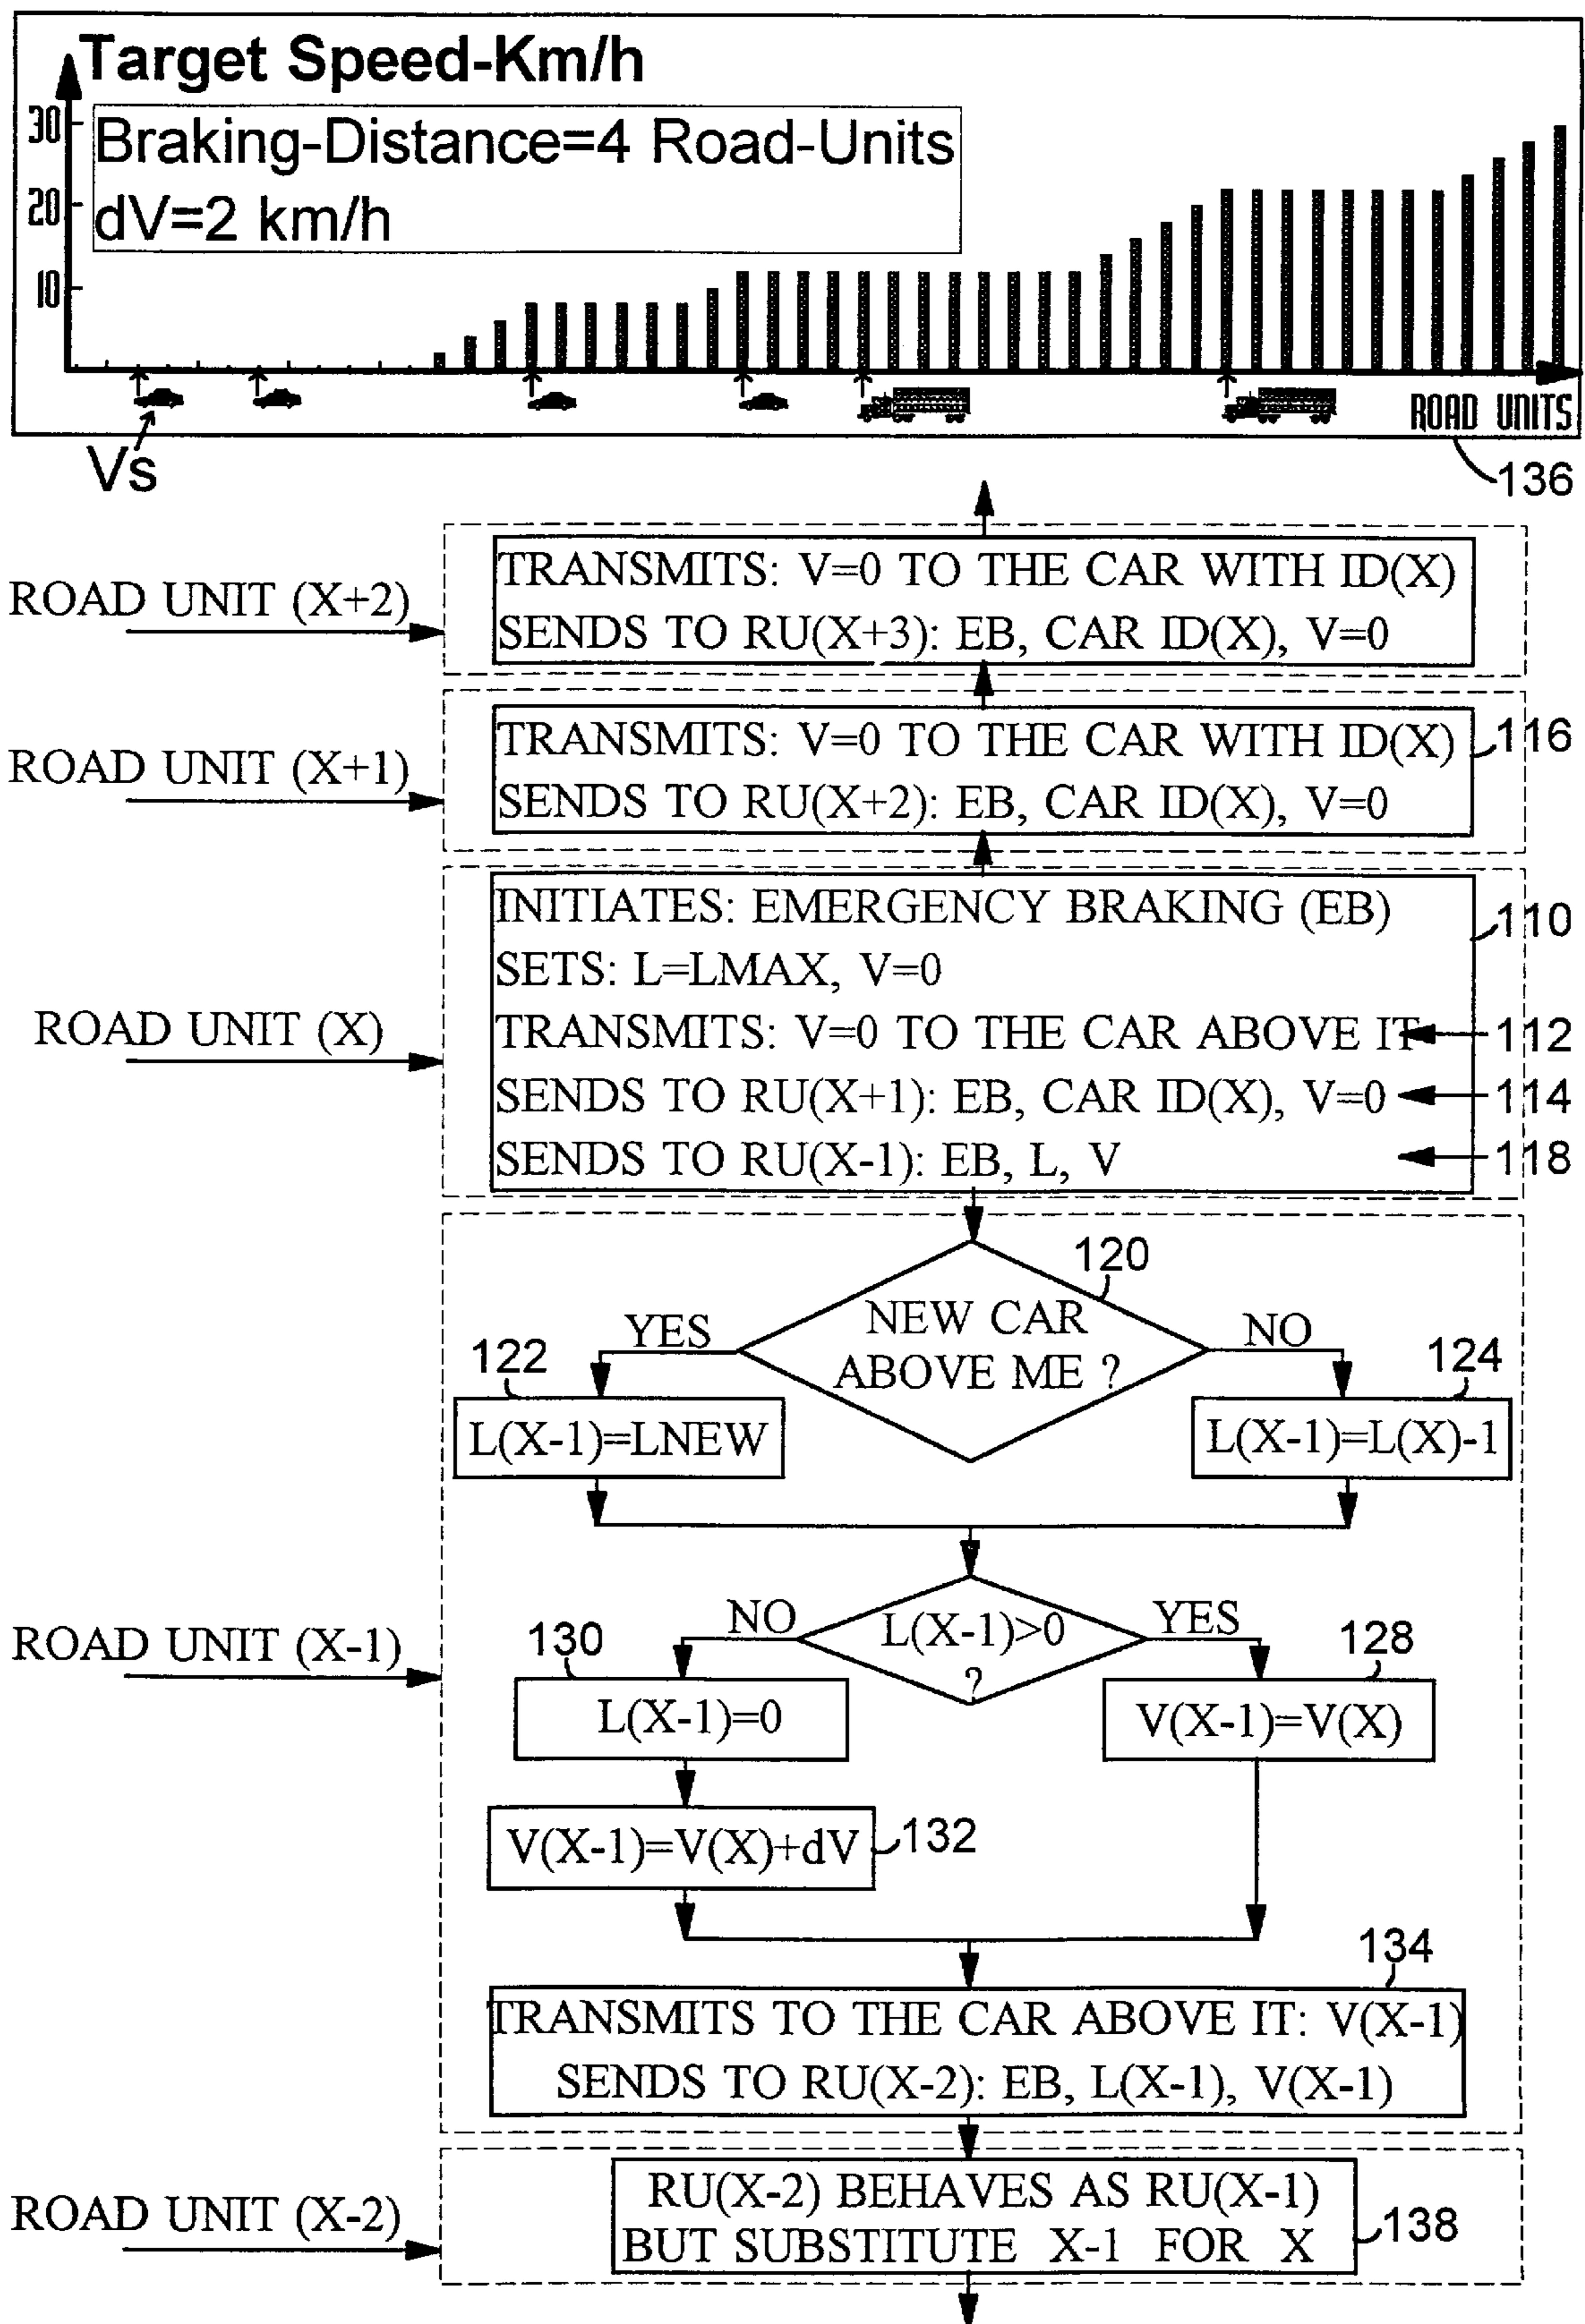 Target Speed-Km/h
30
Braking-Distance=4 Road-Units
20
dV=2 km/h
10
ROAD UNITS
Vs
136
TRANSMITS: V=0 TO THE CAR WITH ID(X)
ROAD UNIT (X+2)
SENDS TO RU(X+3): EB, CAR ID(X), V=0
TRANSMITS: V=0 TO THE CAR WITH ID(X)
116
ROAD UNIT (X+1)
SENDS TO RU(X+2): EB, CAR ID(X), V=0
INITIATES: EMERGENCY BRAKING (EB)
110
SETS: L=LMAX, V=0
ROAD UNIT (X)
TRANSMITS: V=0 TO THE CAR ABOVE IT
112
SENDS TO RU(X+1): EB, CAR ID(X), V=0
114
SENDS TO RU(X-1): EB, L, V
118
120
NEW CAR
ABOVE ME ?
YES
NO
122
124
L(X-1)=LNEW
L(X-1)=L(X)-1
ROAD UNIT (X-1)
L(X-1)>0
?
NO
YES
130
128
L(X-1)=0
V(X-1)=V(X)
V(X-1)=V(X)+dV
132
134
TRANSMITS TO THE CAR ABOVE IT: V(X-1)
SENDS TO RU(X-2): EB, L(X-1), V(X-1)
ROAD UNIT (X-2)
RU(X-2) BEHAVES AS RU(X-1)
BUT SUBSTITUTE X-1 FOR X
138